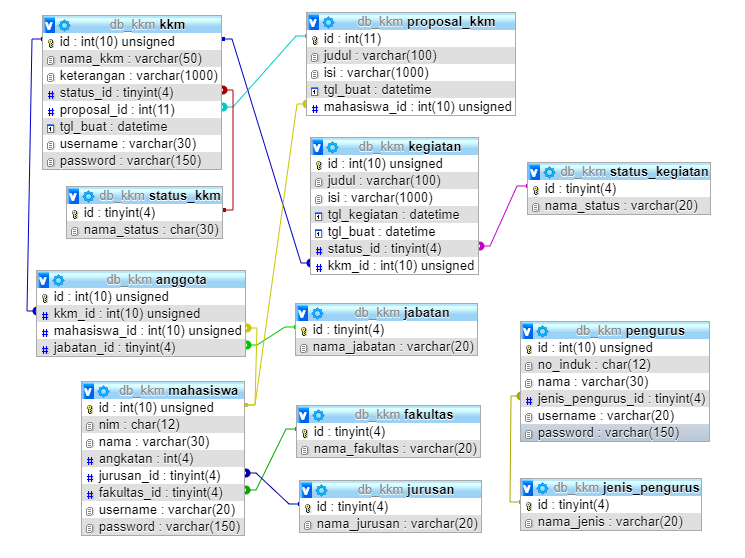 db_kkm kkm
id : int(10) unsigned
nama_kkm : varchar(50)
keterangan : varchar(1000)
status_id : tinyint(4)
proposal_id : int(11)
tgl_buat : datetime
username : varchar(30)
password : varchar(150)
db_kkm proposal_kkm
id : int(11)
judul : varchar(100)
isi : varchar(1000)
tgl_buat : datetime
mahasiswa_id : int(10) unsigned
db_kkm kegiatan
id : int(10) unsigned
judul : varchar(100)
isi : varchar(1000)
tgl_kegiatan : datetime
tgl_buat : datetime
status_id : tinyint(4)
kkm_id : int(10) unsigned
db_kkm status_kegiatan
id : tinyint(4)
nama_status : varchar(20)
db_kkm status_kkm
id : tinyint(4)
nama_status : char(30)
db_kkm anggota
id : int(10) unsigned
kkm_id : int(10) unsigned
mahasiswa_id : int(10) unsigned
jabatan_id : tinyint(4)
db_kkm jabatan
id : tinyint(4)
nama_jabatan : varchar(20)
db_kkm pengurus
id : int(10) unsigned
no_induk : char(12)
nama : varchar(30)
jenis_pengurus_id : tinyint(4)
username : varchar(20)
password : varchar(150)
db_kkm mahasiswa
id : int(10) unsigned
nim : char(12)
nama : varchar(30)
angkatan : int(4)
jurusan_id : tinyint(4)
fakultas_id : tinyint(4)
username : varchar(20)
password : varchar(150)
db_kkm fakultas
id : tinyint(4)
nama_fakultas : varchar(20)
db_kkm jurusan
id : tinyint(4)
nama_jurusan : varchar(20)
db_kkm jenis_pengurus
id : tinyint(4)
nama_jenis : varchar(20)